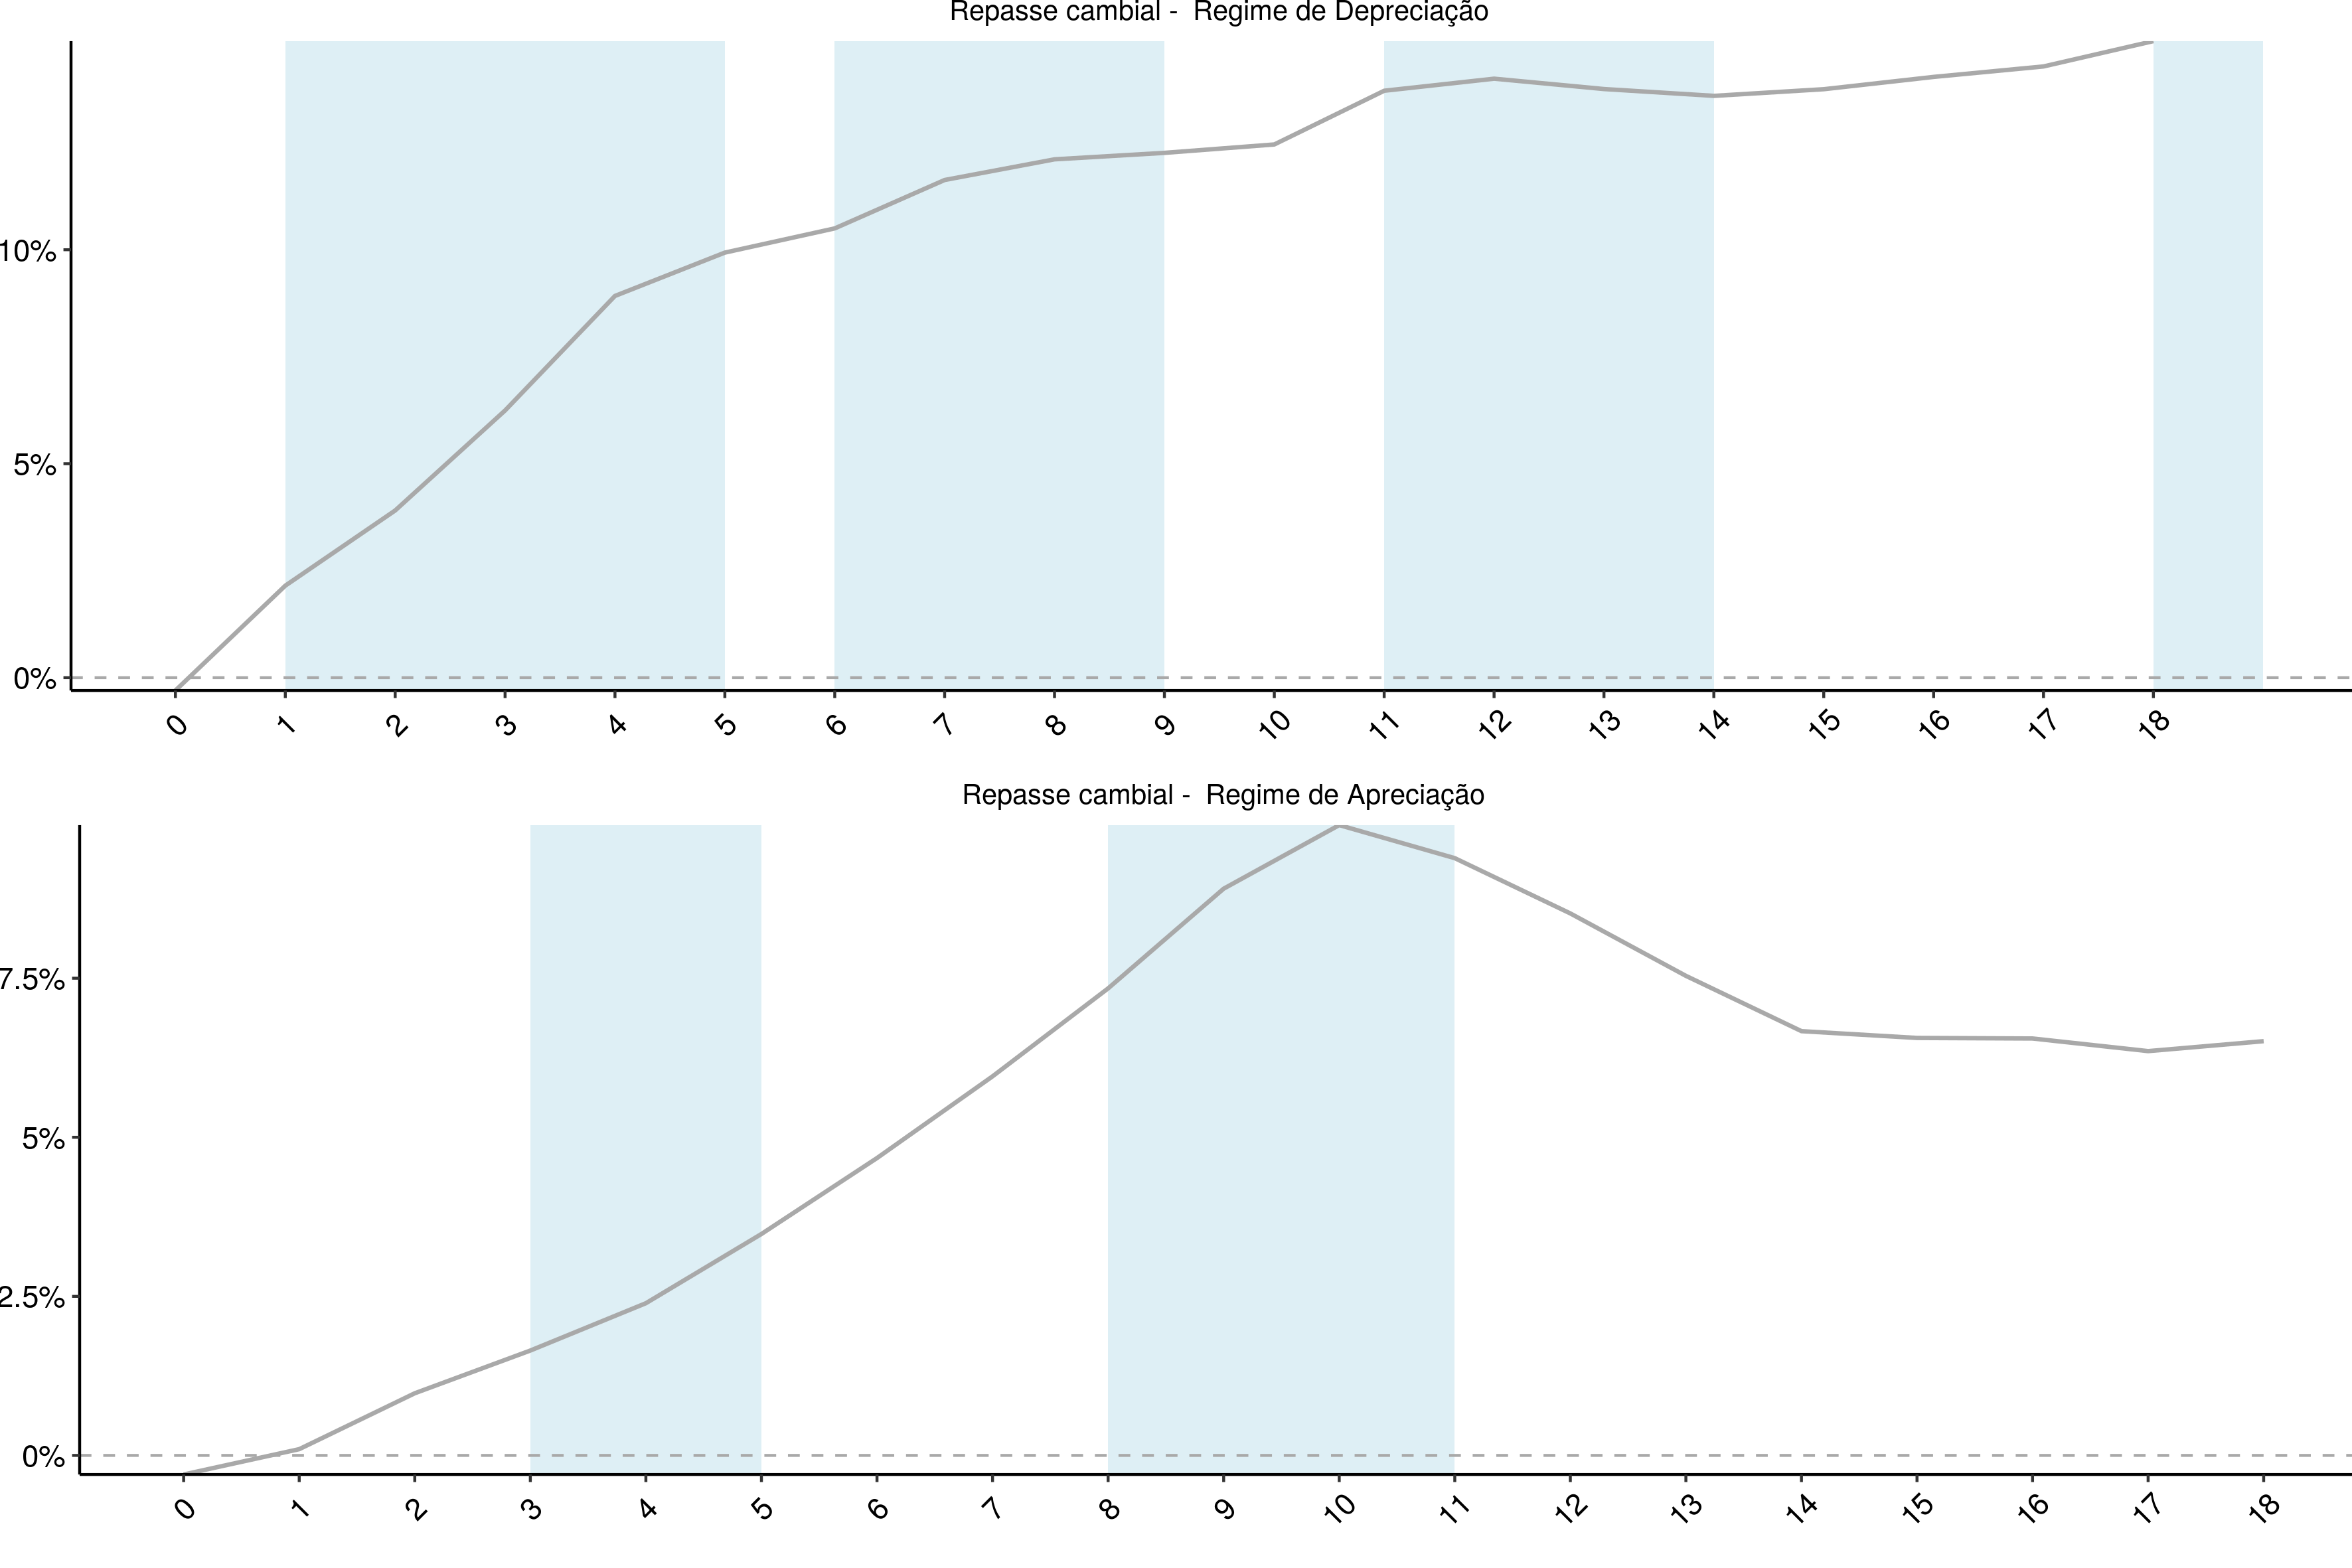 Repasse cambial -  Regime de Depreciação
10%
5%
0%
0 1 2 3 4 5 6 7 8 9 10 11 12 13 14 15 16 17 18
Repasse cambial -  Regime de Apreciação
7.5%
5%
2.5%
0%
0 1 2 3 4 5 6 7 8 9 10 11 12 13 14 15 16 17 18